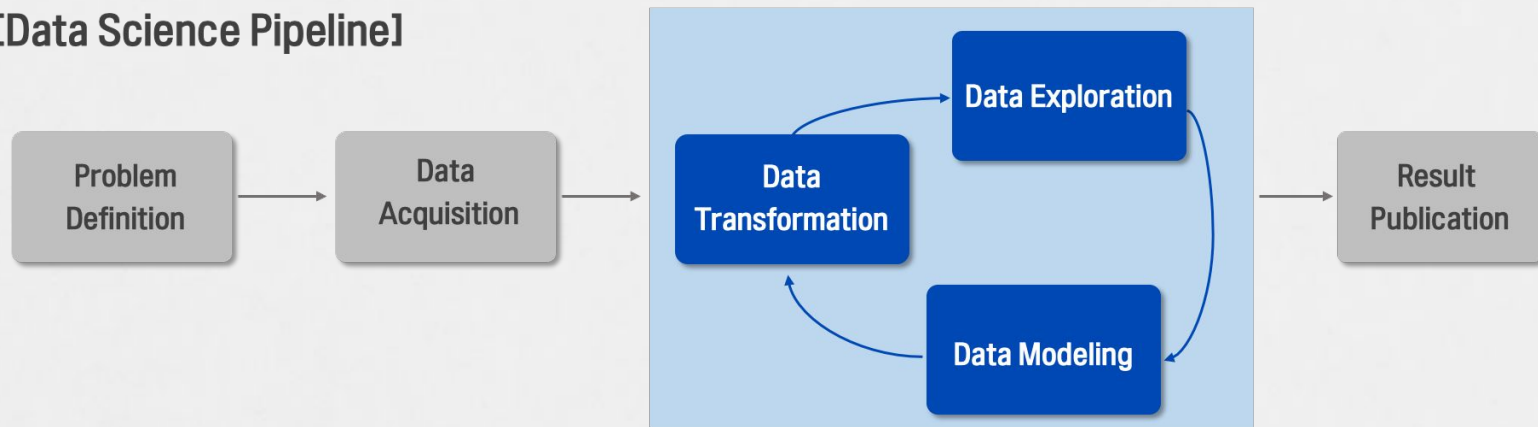 [Data Science Pipeline]
Problem
Definition
Data
Acquisition
Data
Transformation
Data Exploration
Data Modeling
Result
Publication